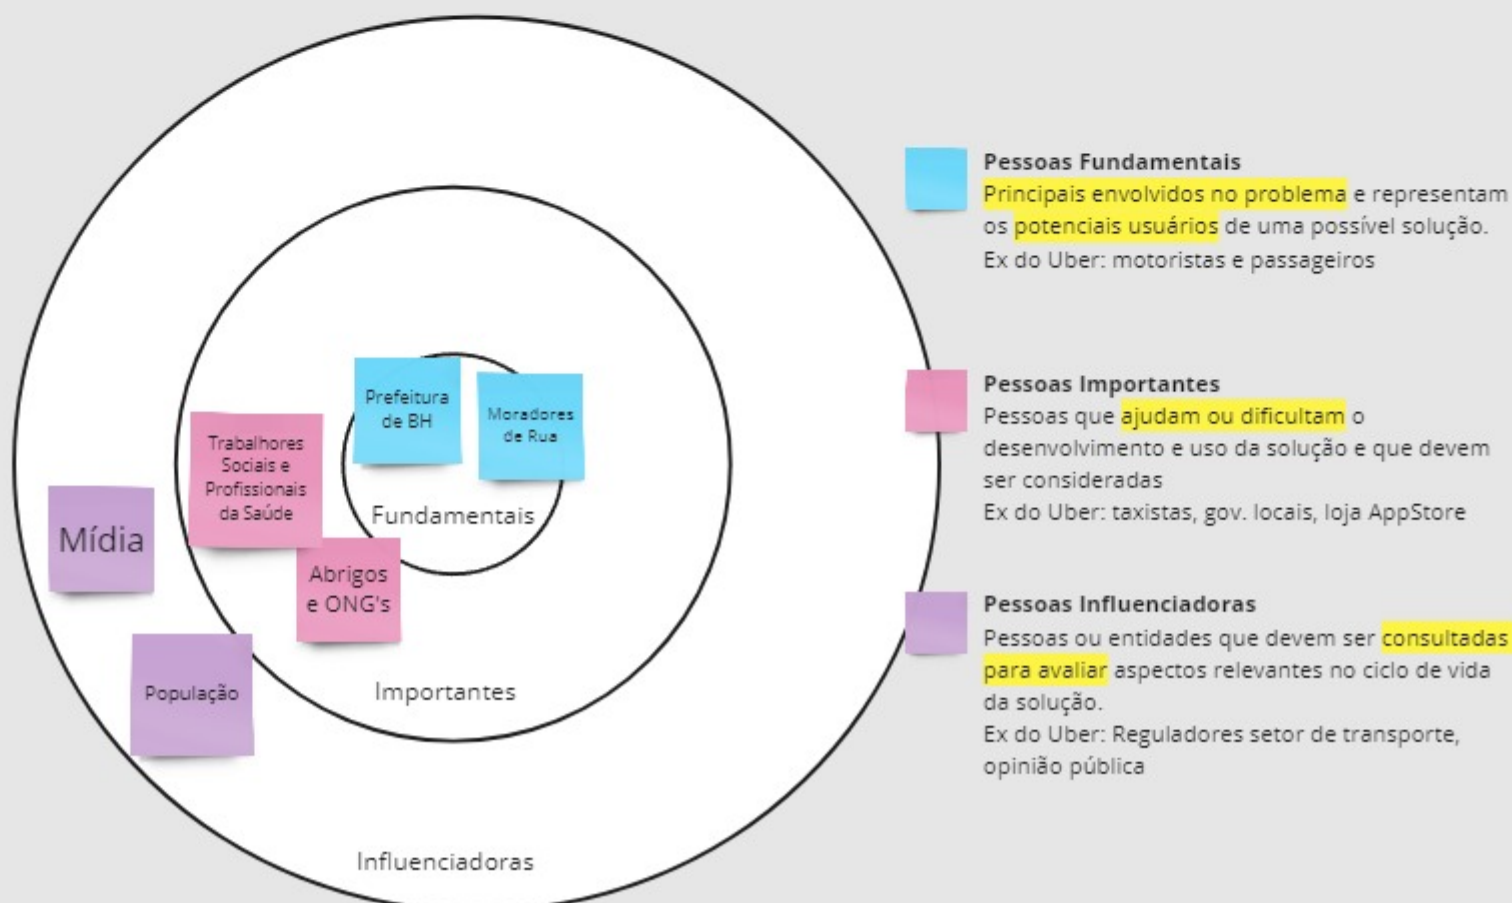 Prefeitura
de BH
Moradores
de Rua
Trabalhores
Sociais e
Profissionais
da Saúde
Fundamentais
Mídia
Abrigos
e ONG's
População
Importantes
Influenciadoras
Pessoas Fundamentais
Principais envolvidos no problema e representam
os potenciais usuários de uma possível solução.
Ex do Uber: motoristas e passageiros
Pessoas Importantes
Pessoas que ajudam ou dificultam o
desenvolvimento e uso da solução e que devem
ser consideradas
Ex do Uber: taxistas, gov. locais, loja AppStore
Pessoas Influenciadoras
Pessoas ou entidades que devem ser consultadas
para avaliar aspectos relevantes no ciclo de vida
da solução.
Ex do Uber: Reguladores setor de transporte,
opinião pública